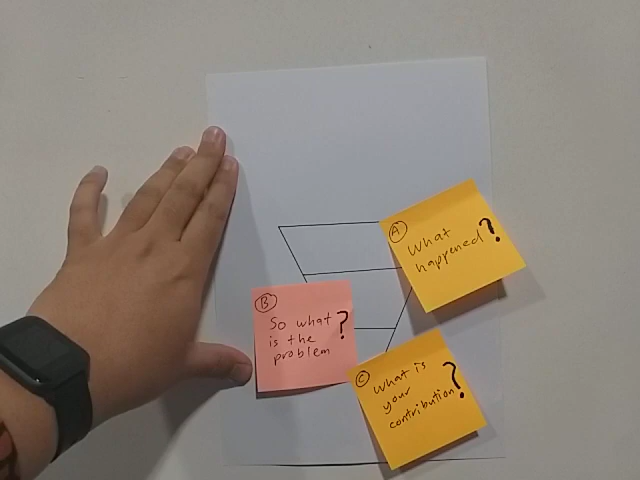 A
What
happened?
B
So what
is the
problem?
C
What is
your
contribution?